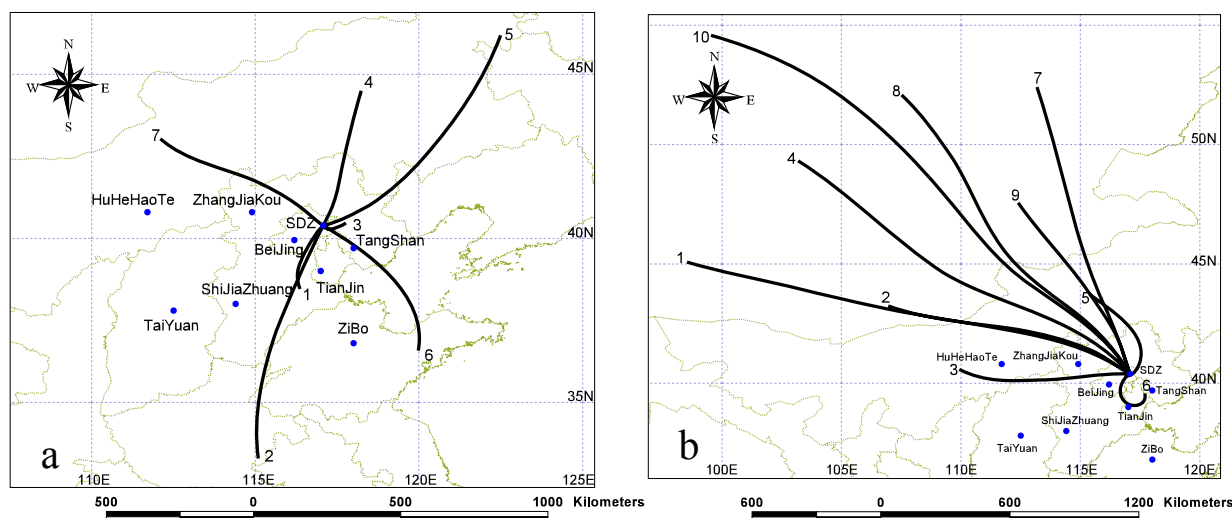 N
W E
S
5
4
45N
7
HuHeHaoTe ZhangJiaKou
SDZ 3
40N
BeiJing TangShan
1 TianJin
ShiJiaZhuang
TaiYuan ZiBo
6
35N
a 2
110E 115E 120E 125E
500 0 500 1000 Kilometers
10
N
W E
S
7
8
50N
4
9
1 45N
2 5
HuHeHaoTe ZhangJiaKou
3 SDZ
40N
BeiJing 6 TangShan
TianJin
ShiJiaZhuang
TaiYuan ZiBo
b
100E 105E 110E 115E 120E
600 0 600 1200 Kilometers